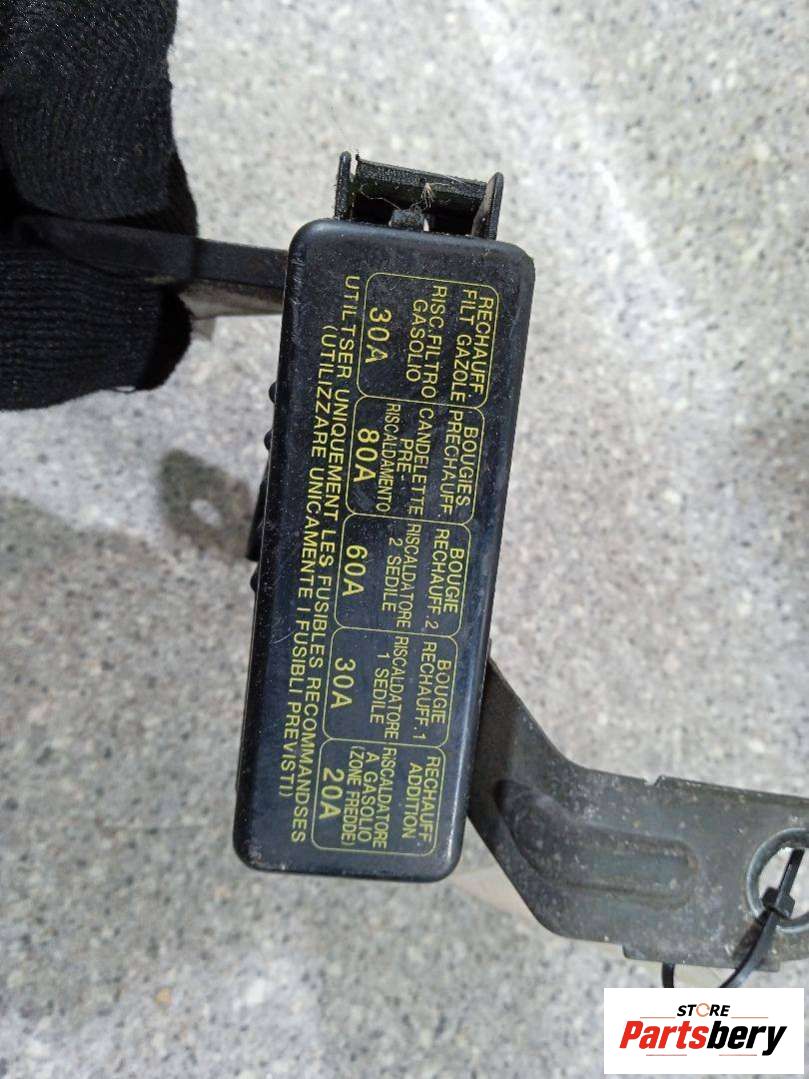 RECHAUFF.
FILT GAZOLE
RISC.FILTRO
GASOLIO
30A
BOUGIES
PRECHAUFF.
CANDELETTE
PRE-
RISCALDAMENTO
80A
BOUGIE
RECHAUFF.2
RISCALDATORE
2° SEDILE
60A
BOUGIE
RECHAUFF.1
RISCALDATORE
1 SEDILE
30A
RECHAUFF.
ADDITION
RISCALDATORE
A GASOLIO
(ZONE FREDDE)
20A
UTILTSER UNIQUEMENT LES FUSIBLES RECOMMANDSES
(UTILIZZARE UNICAMENTE I FUSIBLI PREVISTI)
STORE
Partsbery